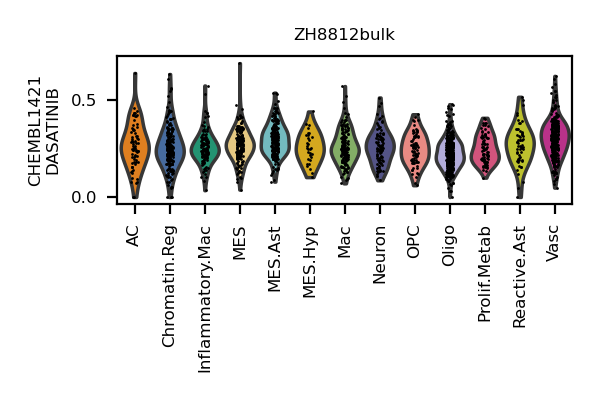 ZH8812bulk
CHEMBL1421
DASATINIB
0.5
0.0
AC
Chromatin.Reg
Inflammatory.Mac
MES
MES.Ast
MES.Hyp
Mac
Neuron
OPC
Oligo
Prolif.Metab
Reactive.Ast
Vasc